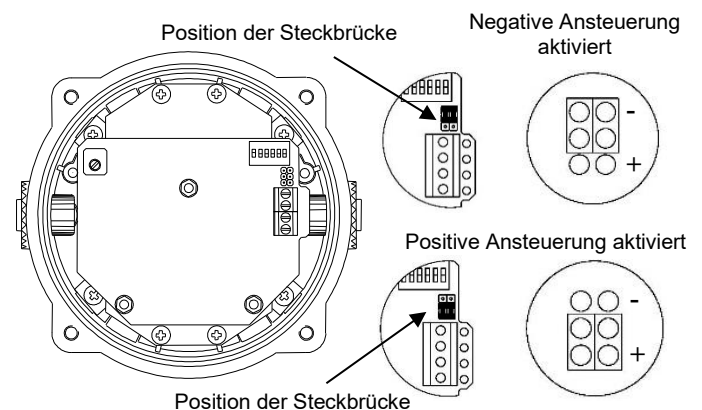 Position der Steckbrücke
Negative Ansteuerung
aktiviert
-
+
Positive Ansteuerung aktiviert
-
+
Position der Steckbrücke